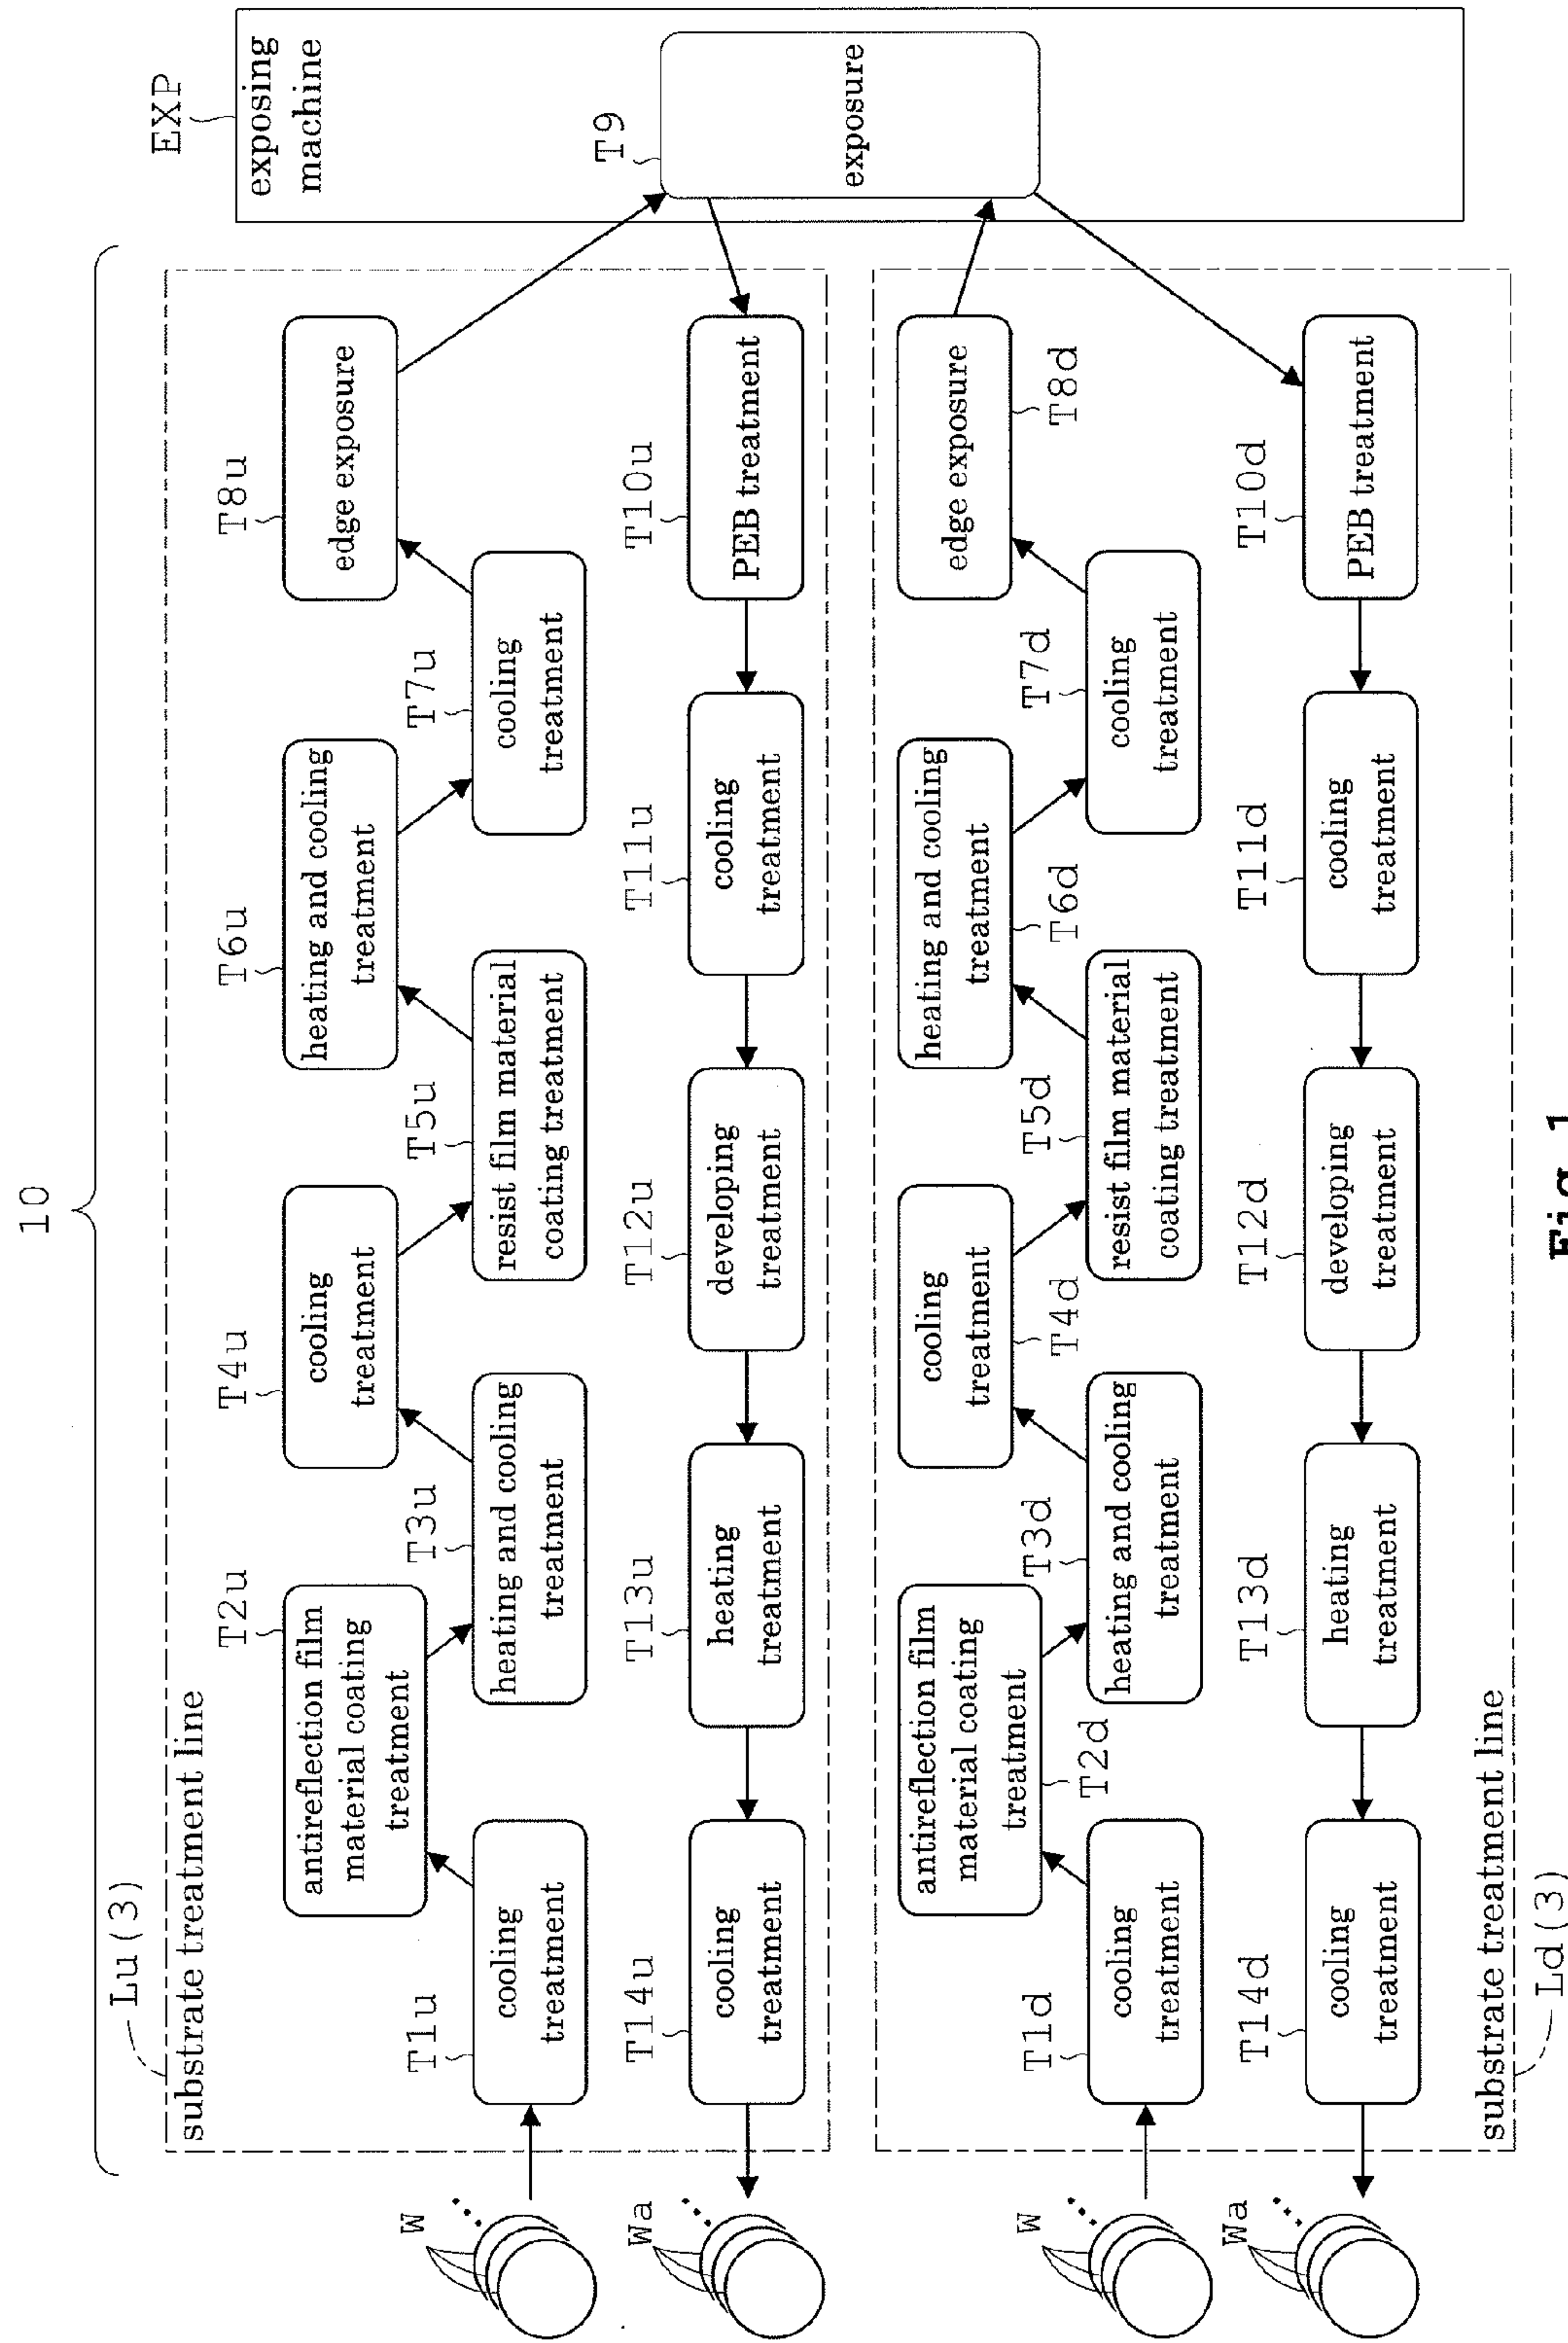 10
EXP
exposing
machine
Lu(3)
substrate treatment line
T2u
antireflection film
material coating
treatment
T4u
cooling
treatment
T6u
heating and cooling
treatment
T8u
edge exposure
T1u
cooling
treatment
T3u
heating and cooling
treatment
T5u
resist film material
coating treatment
T7u
cooling
treatment
W
T9
exposure
T14u
cooling
treatment
T13u
heating
treatment
T12u
developing
treatment
T11u
cooling
treatment
T10u
PEB treatment
Wa
antireflection film
material coating
treatment
T2d
cooling
treatment
T4d
heating and cooling
treatment
T6d
edge exposure
T8d
T1d
cooling
treatment
T3d
heating and cooling
treatment
T5d
resist film material
coating treatment
T7d
cooling
treatment
W
T14d
cooling
treatment
T13d
heating
treatment
T12d
developing
treatment
T11d
cooling
treatment
T10d
PEB treatment
Wa
substrate treatment line
Ld(3)
Fig. 1